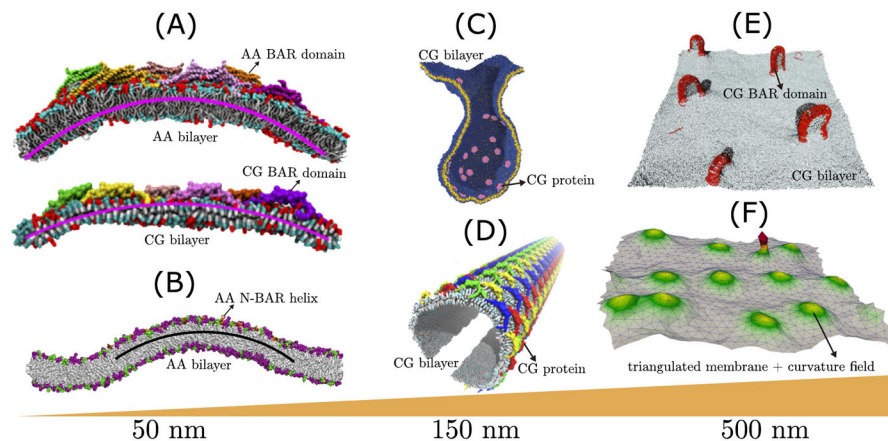 (A)
AA BAR domain
AA bilayer
CG BAR domain
CG bilayer
(B)
AA N-BAR helix
AA bilayer
(C)
CG bilayer
CG protein
(D)
CG bilayer
CG protein
(E)
CG BAR domain
CG bilayer
(F)
triangulated membrane + curvature field
50 nm
150 nm
500 nm